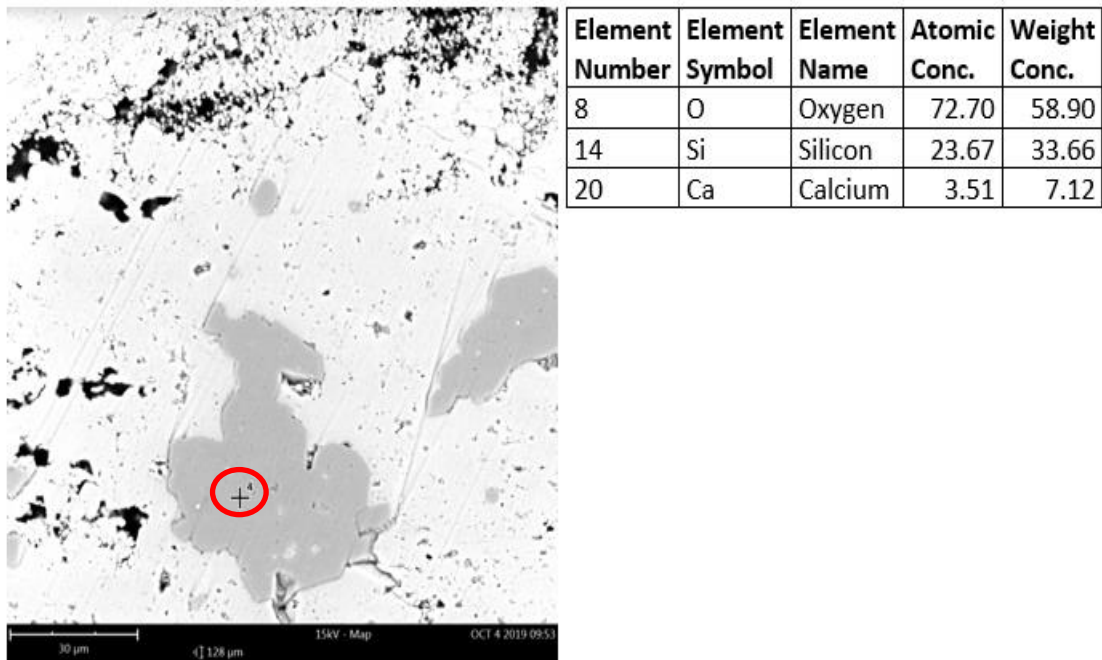 Element Number Element Symbol Element Name Atomic Conc. Weight Conc.
8 O Oxygen 72.70 58.90
14 Si Silicon 23.67 33.66
20 Ca Calcium 3.51 7.12
4
30 µm
128 µm
15kV - Map
OCT 4 2019 09:53